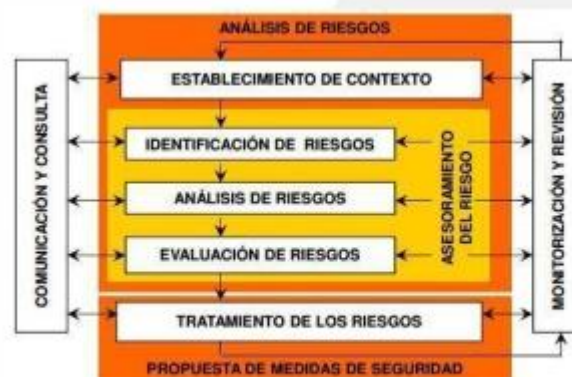 ANÁLISIS DE RIESGOS
ESTABLECIMIENTO DE CONTEXTO
IDENTIFICACIÓN DE RIESGOS
ANÁLISIS DE RIESGOS
EVALUACIÓN DE RIESGOS
TRATAMIENTO DE LOS RIESGOS
PROPUESTA DE MEDIDAS DE SEGURIDAD
COMUNICACIÓN Y CONSULTA
ASESORAMIENTO
DEL RIESGO
MONITORIZACIÓN Y REVISIÓN